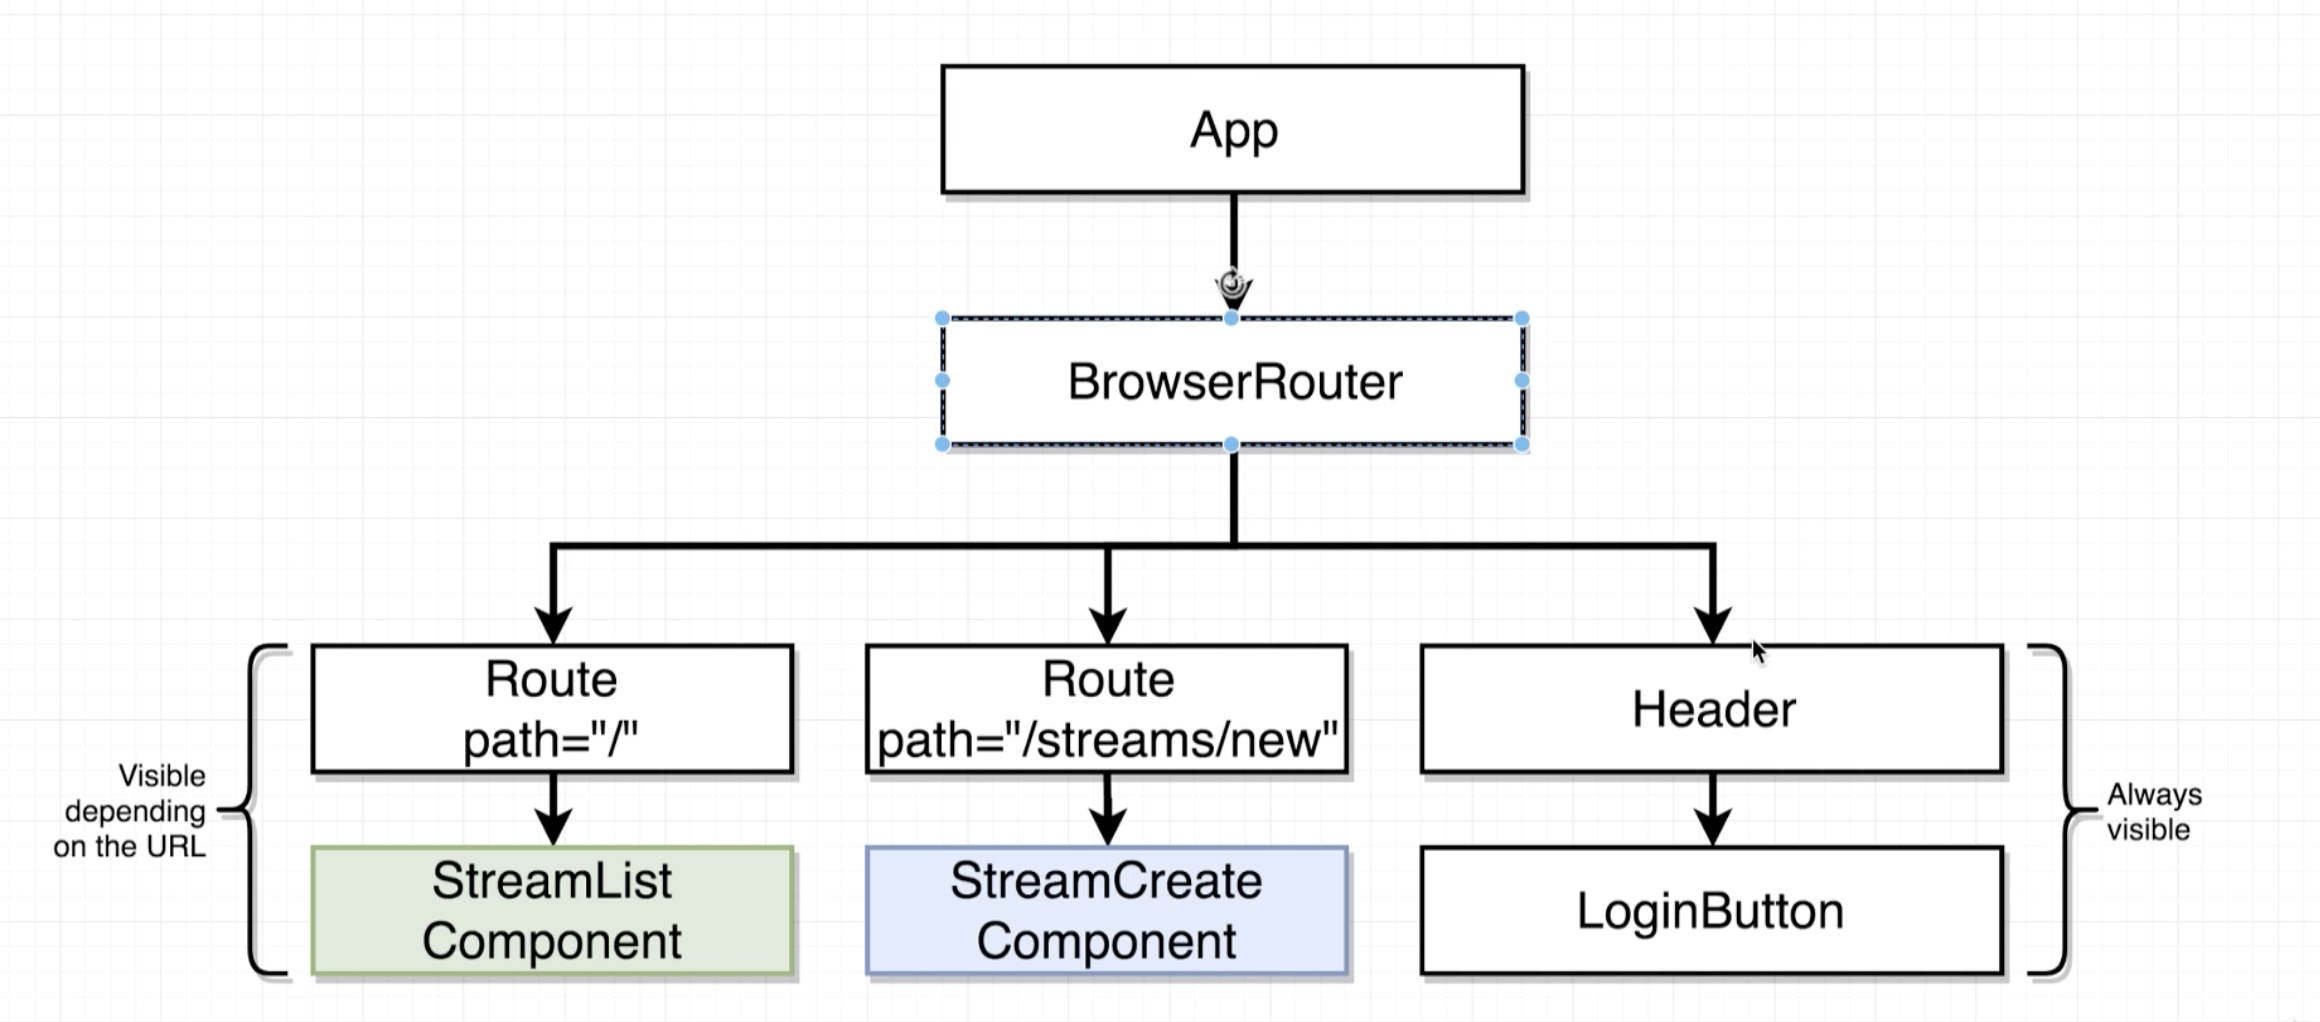 App
BrowserRouter
Route
path="/"
Route
path="/streams/new"
Header
Visible
depending
on the URL
Always
visible
StreamList
Component
StreamCreate
Component
LoginButton